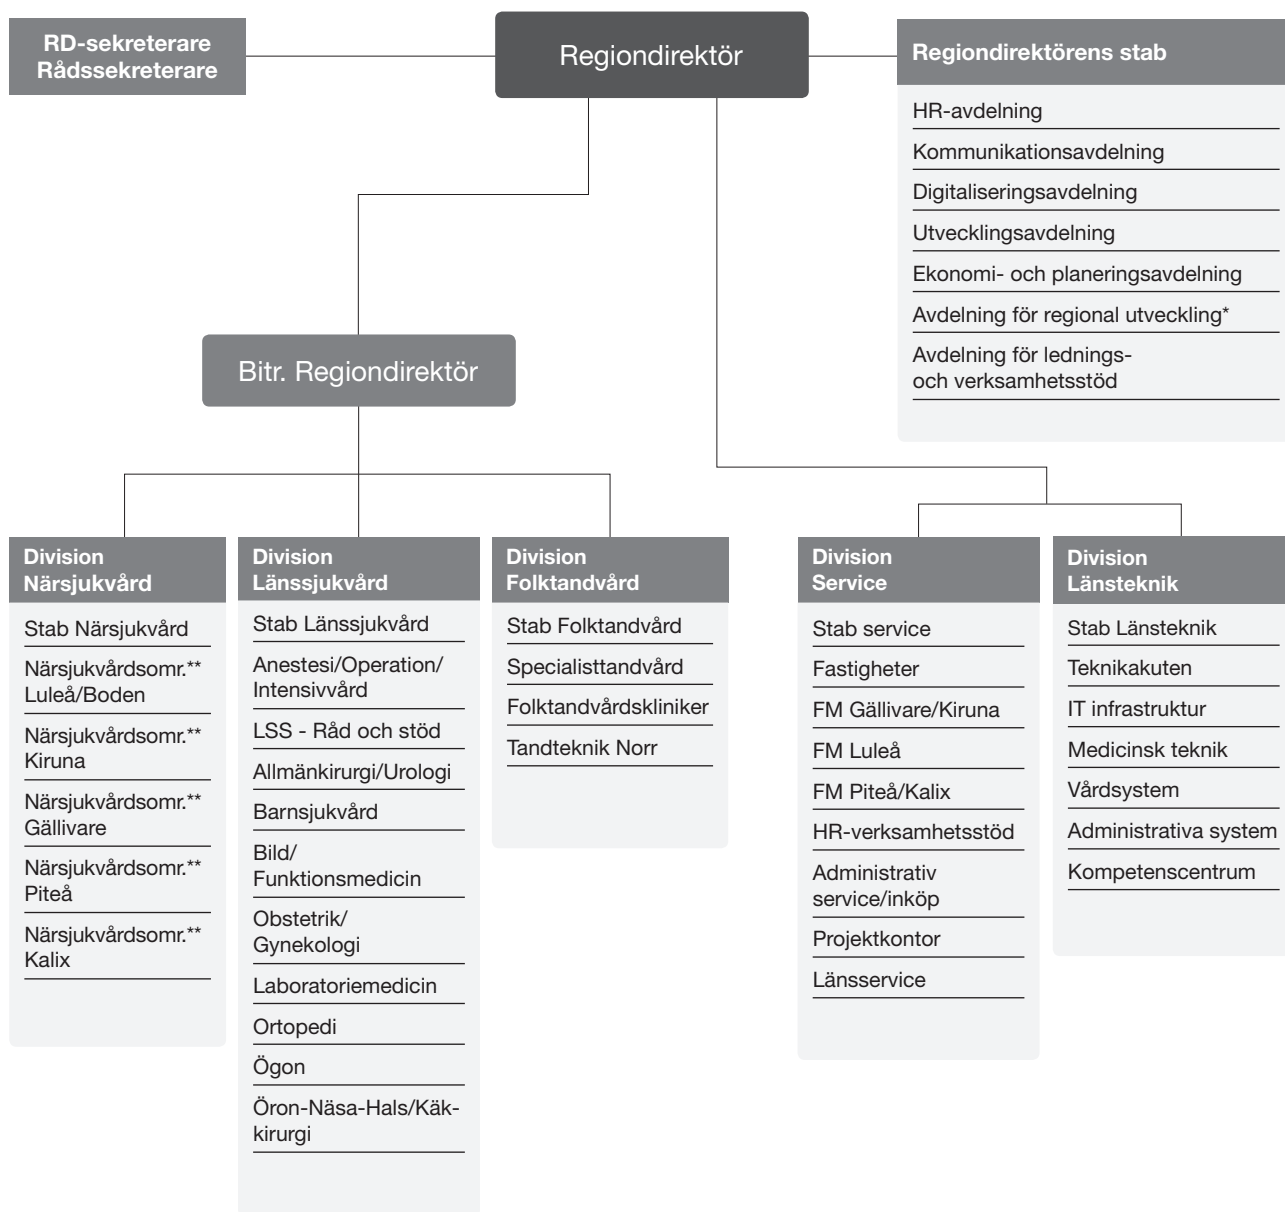 RD-sekreterare
Rådssekreterare
Regiondirektör
Regiondirektörens stab
HR-avdelning
Kommunikationsavdelning
Digitaliseringsavdelning
Utvecklingsavdelning
Ekonomi- och planeringsavdelning
Avdelning för regional utveckling*
Avdelning för lednings-
och verksamhetsstöd
Bitr. Regiondirektör
Division
Närsjukvård
Stab Närsjukvård
Närsjukvårdsomr.**
Luleå/Boden
Närsjukvårdsomr.**
Kiruna
Närsjukvårdsomr.**
Gällivare
Närsjukvårdsomr.**
Piteå
Närsjukvårdsomr.**
Kalix
Division
Länssjukvård
Stab Länssjukvård
Anestesi/Operation/
Intensivvård
LSS - Råd och stöd
Allmänkirurgi/Urologi
Barnsjukvård
Bild/
Funktionsmedicin
Obstetrik/
Gynekologi
Laboratoriemedicin
Ortopedi
Ögon
Öron-Näsa-Hals/Käk-
kirurgi
Division
Folktandvård
Stab Folktandvård
Specialisttandvård
Folktandvårdskliniker
Tandteknik Norr
Division
Service
Stab service
Fastigheter
FM Gällivare/Kiruna
FM Luleå
FM Piteå/Kalix
HR-verksamhetsstöd
Administrativ
service/inköp
Projektkontor
Länsservice
Division
Länsteknik
Stab Länsteknik
Teknikakuten
IT infrastruktur
Medicinsk teknik
Vårdsystem
Administrativa system
Kompetenscentrum